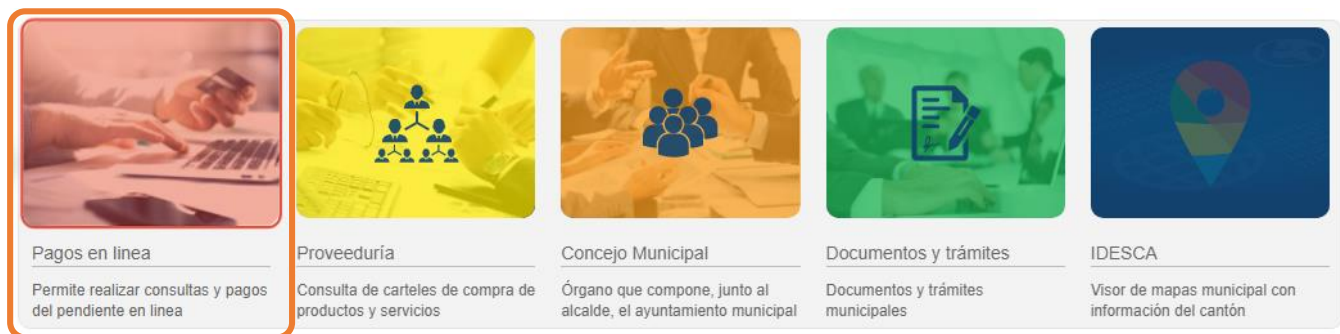 Pagos en linea
Permite realizar consultas y pagos
del pendiente en linea
Proveeduría
Consulta de carteles de compra de
productos y servicios
Concejo Municipal
Órgano que compone, junto al
alcalde, el ayuntamiento municipal
Documentos y trámites
Documentos y trámites
municipales
IDESCA
Visor de mapas municipal con
información del cantón